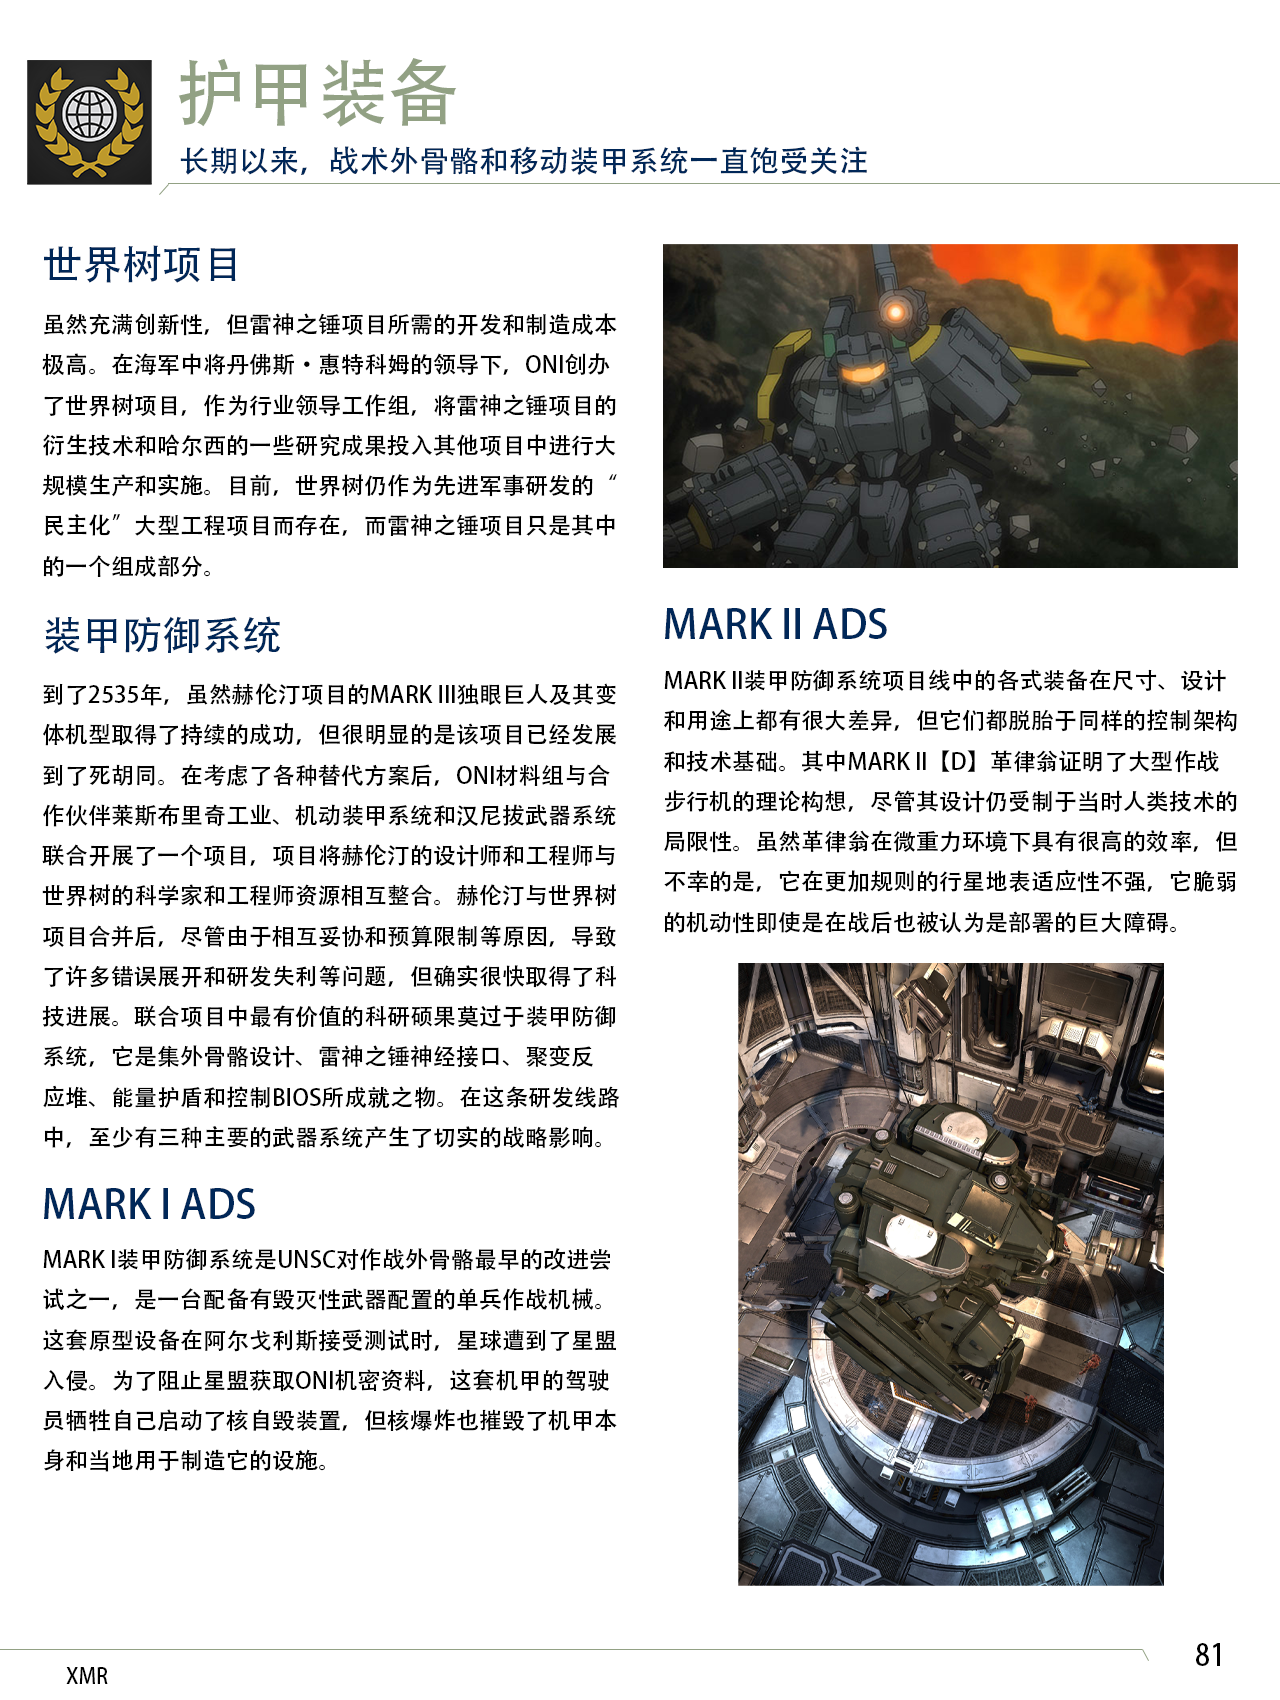 护甲装备
长期以来，战术外骨骼和移动装甲系统一直饱受关注
世界树项目
虽然充满创新性，但雷神之锤项目所需的开发和制造成本
极高。在海军中将丹佛斯·惠特科姆的领导下，ONI创办
了世界树项目，作为行业领导工作组，将雷神之锤项目的
衍生技术和哈尔西的一些研究成果投入其他项目中进行大
规模生产和实施。目前，世界树仍作为先进军事研发的“
民主化”大型工程项目而存在，而雷神之锤项目只是其中
的一个组成部分。
装甲防御系统
到了2535年，虽然赫伦汀项目的MARK III独眼巨人及其变
体机型取得了持续的成功，但很明显的是该项目已经发展
到了死胡同。在考虑了各种替代方案后，ONI材料组与合
作伙伴莱斯布里奇工业、机动装甲系统和汉尼拔武器系统
联合开展了一个项目，项目将赫伦汀的设计师和工程师与
世界树的科学家和工程师资源相互整合。赫伦汀与世界树
项目合并后，尽管由于相互妥协和预算限制等原因，导致
了许多错误展开和研发失利等问题，但确实很快取得了科
技进展。联合项目中最有价值的科研硕果莫过于装甲防御
系统，它是集外骨骼设计、雷神之锤神经接口、聚变反
应堆、能量护盾和控制BIOS所成就之物。在这条研发线路
中，至少有三种主要的武器系统产生了切实的战略影响。
MARK I ADS
MARK I装甲防御系统是UNSC对作战外骨骼最早的改进尝
试之一，是一台配备有毁灭性武器配置的单兵作战机械。
这套原型设备在阿尔戈利斯接受测试时，星球遭到了星盟
入侵。为了阻止星盟获取ONI机密资料，这套机甲的驾驶
员牺牲自己启动了核自毁装置，但核爆炸也摧毁了机甲本
身和当地用于制造它的设施。
MARK II ADS
MARK II装甲防御系统项目线中的各式装备在尺寸、设计
和用途上都有很大差异，但它们都脱胎于同样的控制架构
和技术基础。其中MARK II【D】革律翁证明了大型作战
步行机的理论构想，尽管其设计仍受制于当时人类技术的
局限性。虽然革律翁在微重力环境下具有很高的效率，但
不幸的是，它在更加规则的行星地表适应性不强，它脆弱
的机动性即使是在战后也被认为是部署的巨大障碍。
XMR
81